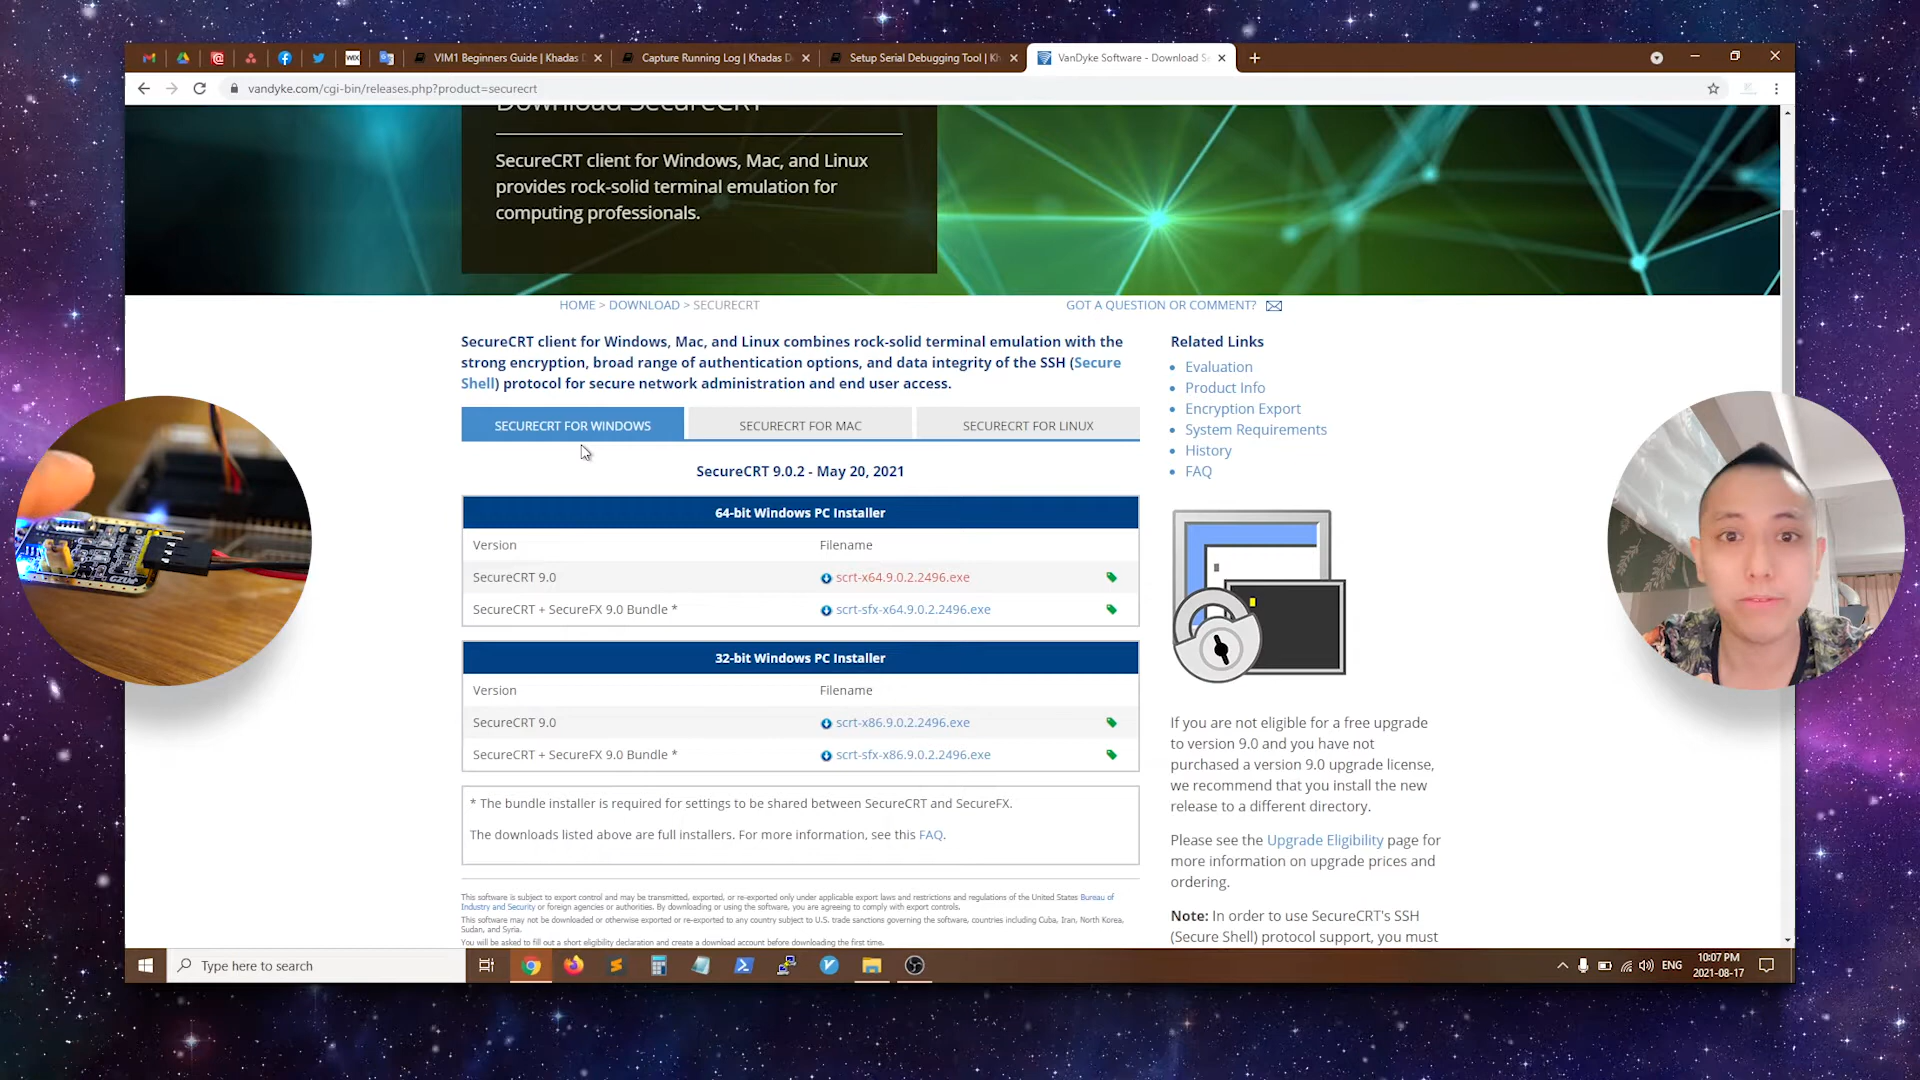 VIM1 Beginners Guide | Khadas
Capture Running Log | Khadas
Setup Serial Debugging Tool |
VanDyke Software - Download
vandyke.com/cgi-bin/releases.php?product=securecrt
Download SecureCRT
SecureCRT client for Windows, Mac, and Linux
provides rock-solid terminal emulation for
computing professionals.
HOME > DOWNLOAD > SECURECRT
GOT A QUESTION OR COMMENT?
SecureCRT client for Windows, Mac, and Linux combines rock-solid terminal emulation with the
strong encryption, broad range of authentication options, and data integrity of the SSH (Secure
Shell) protocol for secure network administration and end user access.
SECURECRT FOR WINDOWS
SECURECRT FOR MAC
SECURECRT FOR LINUX
SecureCRT 9.0.2 - May 20, 2021
64-bit Windows PC Installer
Version Filename
SecureCRT 9.0 scrt-x64.9.0.2.2496.exe
SecureCRT + SecureFX 9.0 Bundle * scrt-sfx-x64.9.0.2.2496.exe
32-bit Windows PC Installer
Version Filename
SecureCRT 9.0 scrt-x86.9.0.2.2496.exe
SecureCRT + SecureFX 9.0 Bundle * scrt-sfx-x86.9.0.2.2496.exe
* The bundle installer is required for settings to be shared between SecureCRT and SecureFX.
The downloads listed above are full installers. For more information, see this FAQ.
This software is subject to export control and may be transmitted, exported, or re-exported only under applicable export laws and restrictions and regulations of the United States Bureau of
Industry and Security or foreign agencies or authorities. By downloading or using the software, you are agreeing to comply with export controls.
This software may not be downloaded or otherwise exported or re-exported to any country subject to U.S. trade sanctions governing the software, countries including Cuba, Iran, North Korea,
Sudan, and Syria.
You will be asked to fill out a short eligibility declaration and create a download account before downloading the first time.
Related Links
Evaluation
Product Info
Encryption Export
System Requirements
History
FAQ
If you are not eligible for a free upgrade
to version 9.0 and you have not
purchased a version 9.0 upgrade license,
we recommend that you install the new
release to a different directory.
Please see the Upgrade Eligibility page for
more information on upgrade prices and
ordering.
Note: In order to use SecureCRT's SSH
(Secure Shell) protocol support, you must
Type here to search
ENG
10:07 PM
2021-08-17